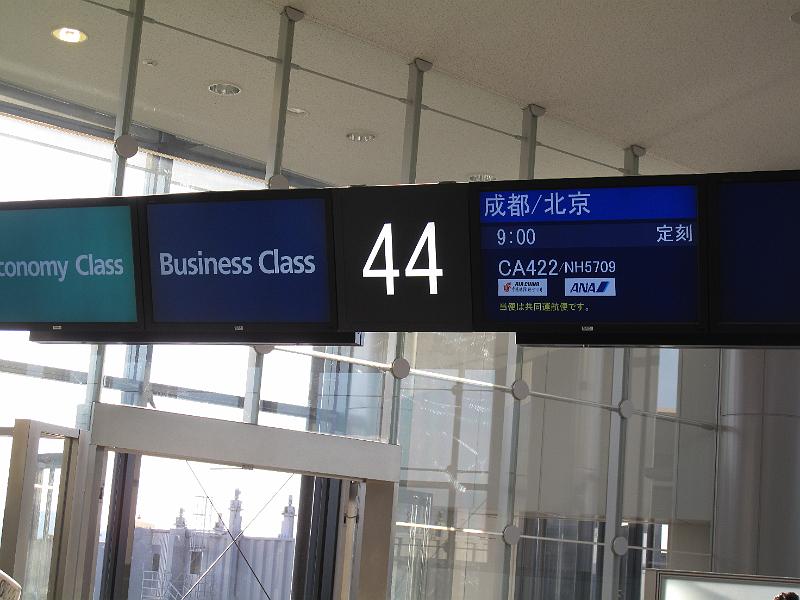 conomy Class
Business Class
44
成都/北京
9:00 定刻
CA422/NH5709
AIR CHINA ANA
当便は共同運航便です。